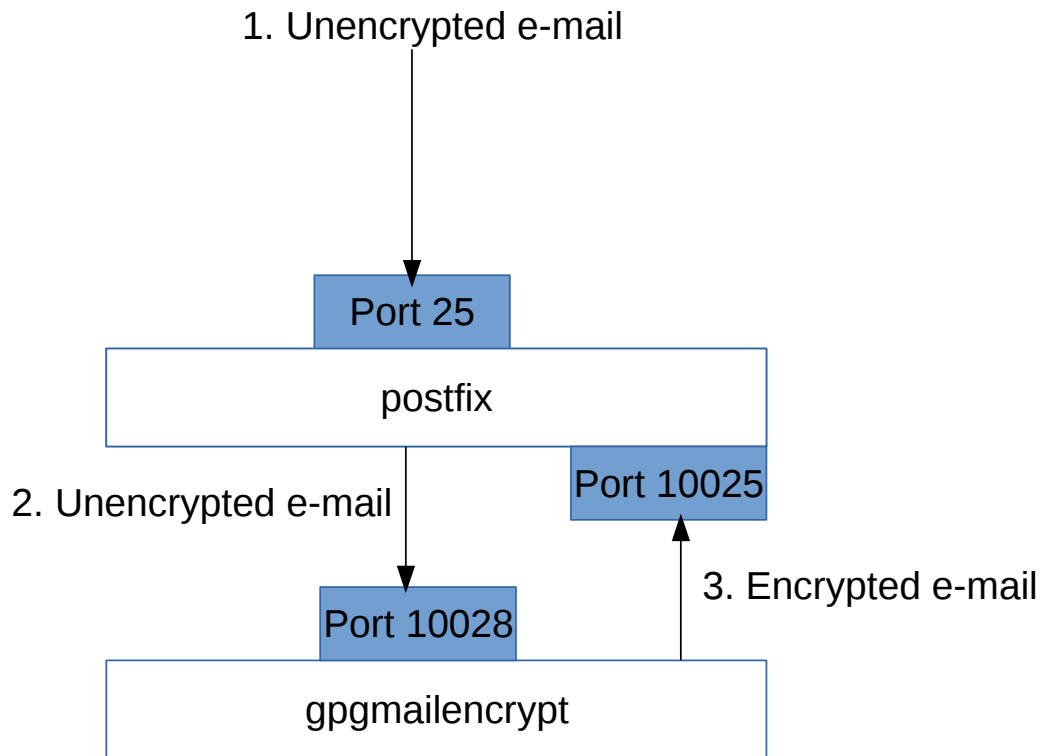 1. Unencrypted e-mail
Port 25
postfix
Port 10025
2. Unencrypted e-mail
3. Encrypted e-mail
Port 10028
gpgmailencrypt